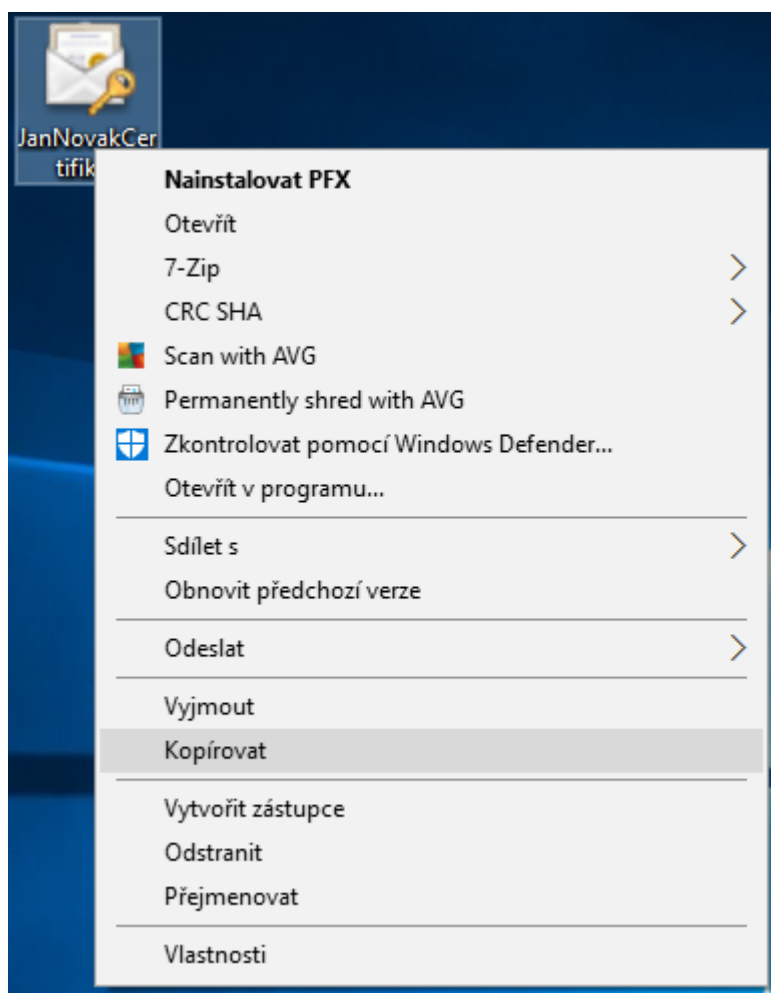 JanNovakCer
tifik
Nainstalovat PFX
Otevřít
7-Zip
CRC SHA
Scan with AVG
Permanently shred with AVG
Zkontrolovat pomocí Windows Defender...
Otevřít v programu...
Sdílet s
Obnovit předchozí verze
Odeslat
Vyjmout
Kopírovat
Vytvořit zástupce
Odstranit
Přejmenovat
Vlastnosti